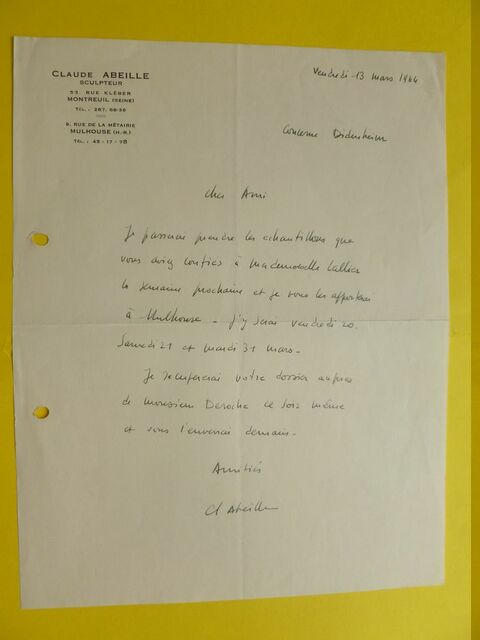 CLAUDE ABEILLE
SCULPTEUR
53, RUE KLÉBER
MONTREUIL (SEINE)
TÉL. : 287. 68-36
9, RUE DE LA MÉTAIRIE
MULHOUSE (H.-R.)
TÉL. : 45 - 17 - 78
Vendredi 13 mars 1964
Concerne Didenheim
Cher Ami
Je passerai prendre les échantillons que
vous aviez confiés à mademoiselle
la semaine prochaine et je vous les apporterai
à Mulhouse - j'y serai vendredi 20.
Samedi 21 et mardi 31 mars -
Je récupérerai votre dossier auprès
de monsieur Deroche ce soir même
et vous l'enverrai demain -
Amitiés
Cl Abeille